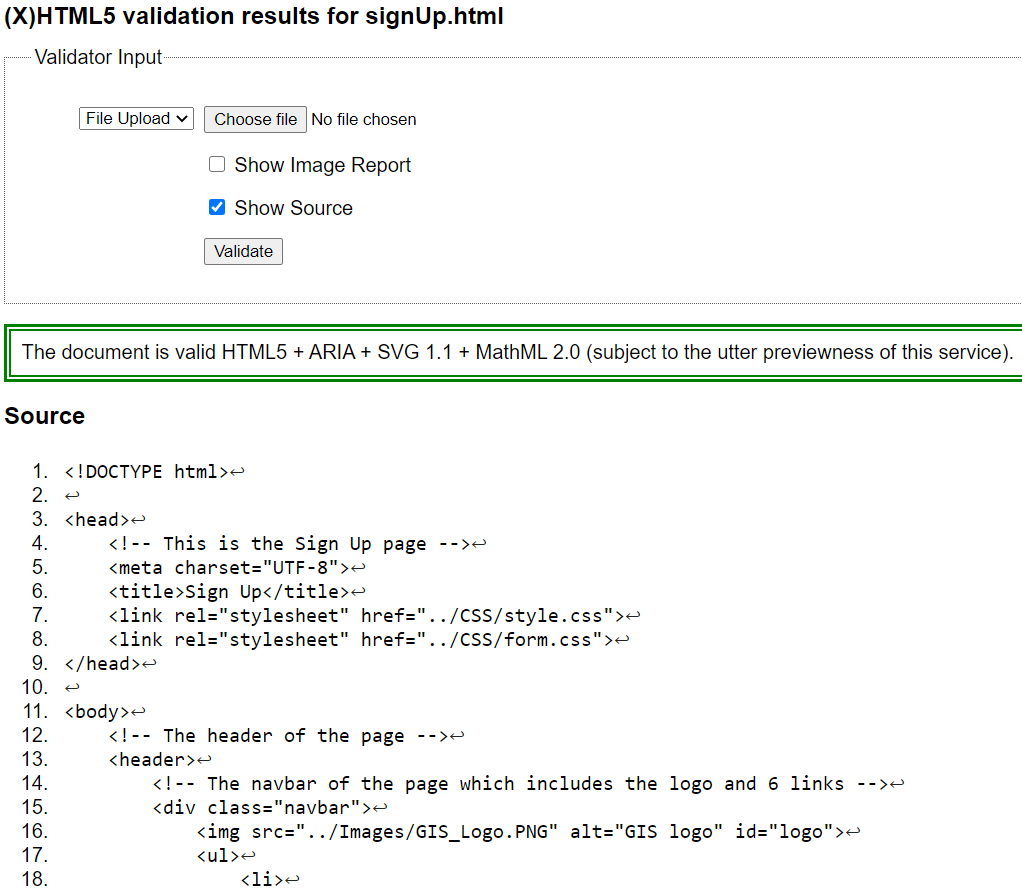 (X)HTML5 validation results for signUp.html
Validator Input
File Upload Choose file No file chosen
Show Image Report
Show Source
Validate
The document is valid HTML5 + ARIA + SVG 1.1 + MathML 2.0 (subject to the utter previewness of this service).
Source
1. <!DOCTYPE html>↩
2. ↩
3. <head>↩
4.     <!-- This is the Sign Up page -->↩
5.     <meta charset="UTF-8">↩
6.     <title>Sign Up</title>↩
7.     <link rel="stylesheet" href="../CSS/style.css">↩
8.     <link rel="stylesheet" href="../CSS/form.css">↩
9. </head>↩
10. ↩
11. <body>↩
12.     <!-- The header of the page -->↩
13.     <header>↩
14.         <!-- The navbar of the page which includes the logo and 6 links -->↩
15.         <div class="navbar">↩
16.             <img src="../Images/GIS_Logo.PNG" alt="GIS logo" id="logo">↩
17.             <ul>↩
18.                 <li>↩